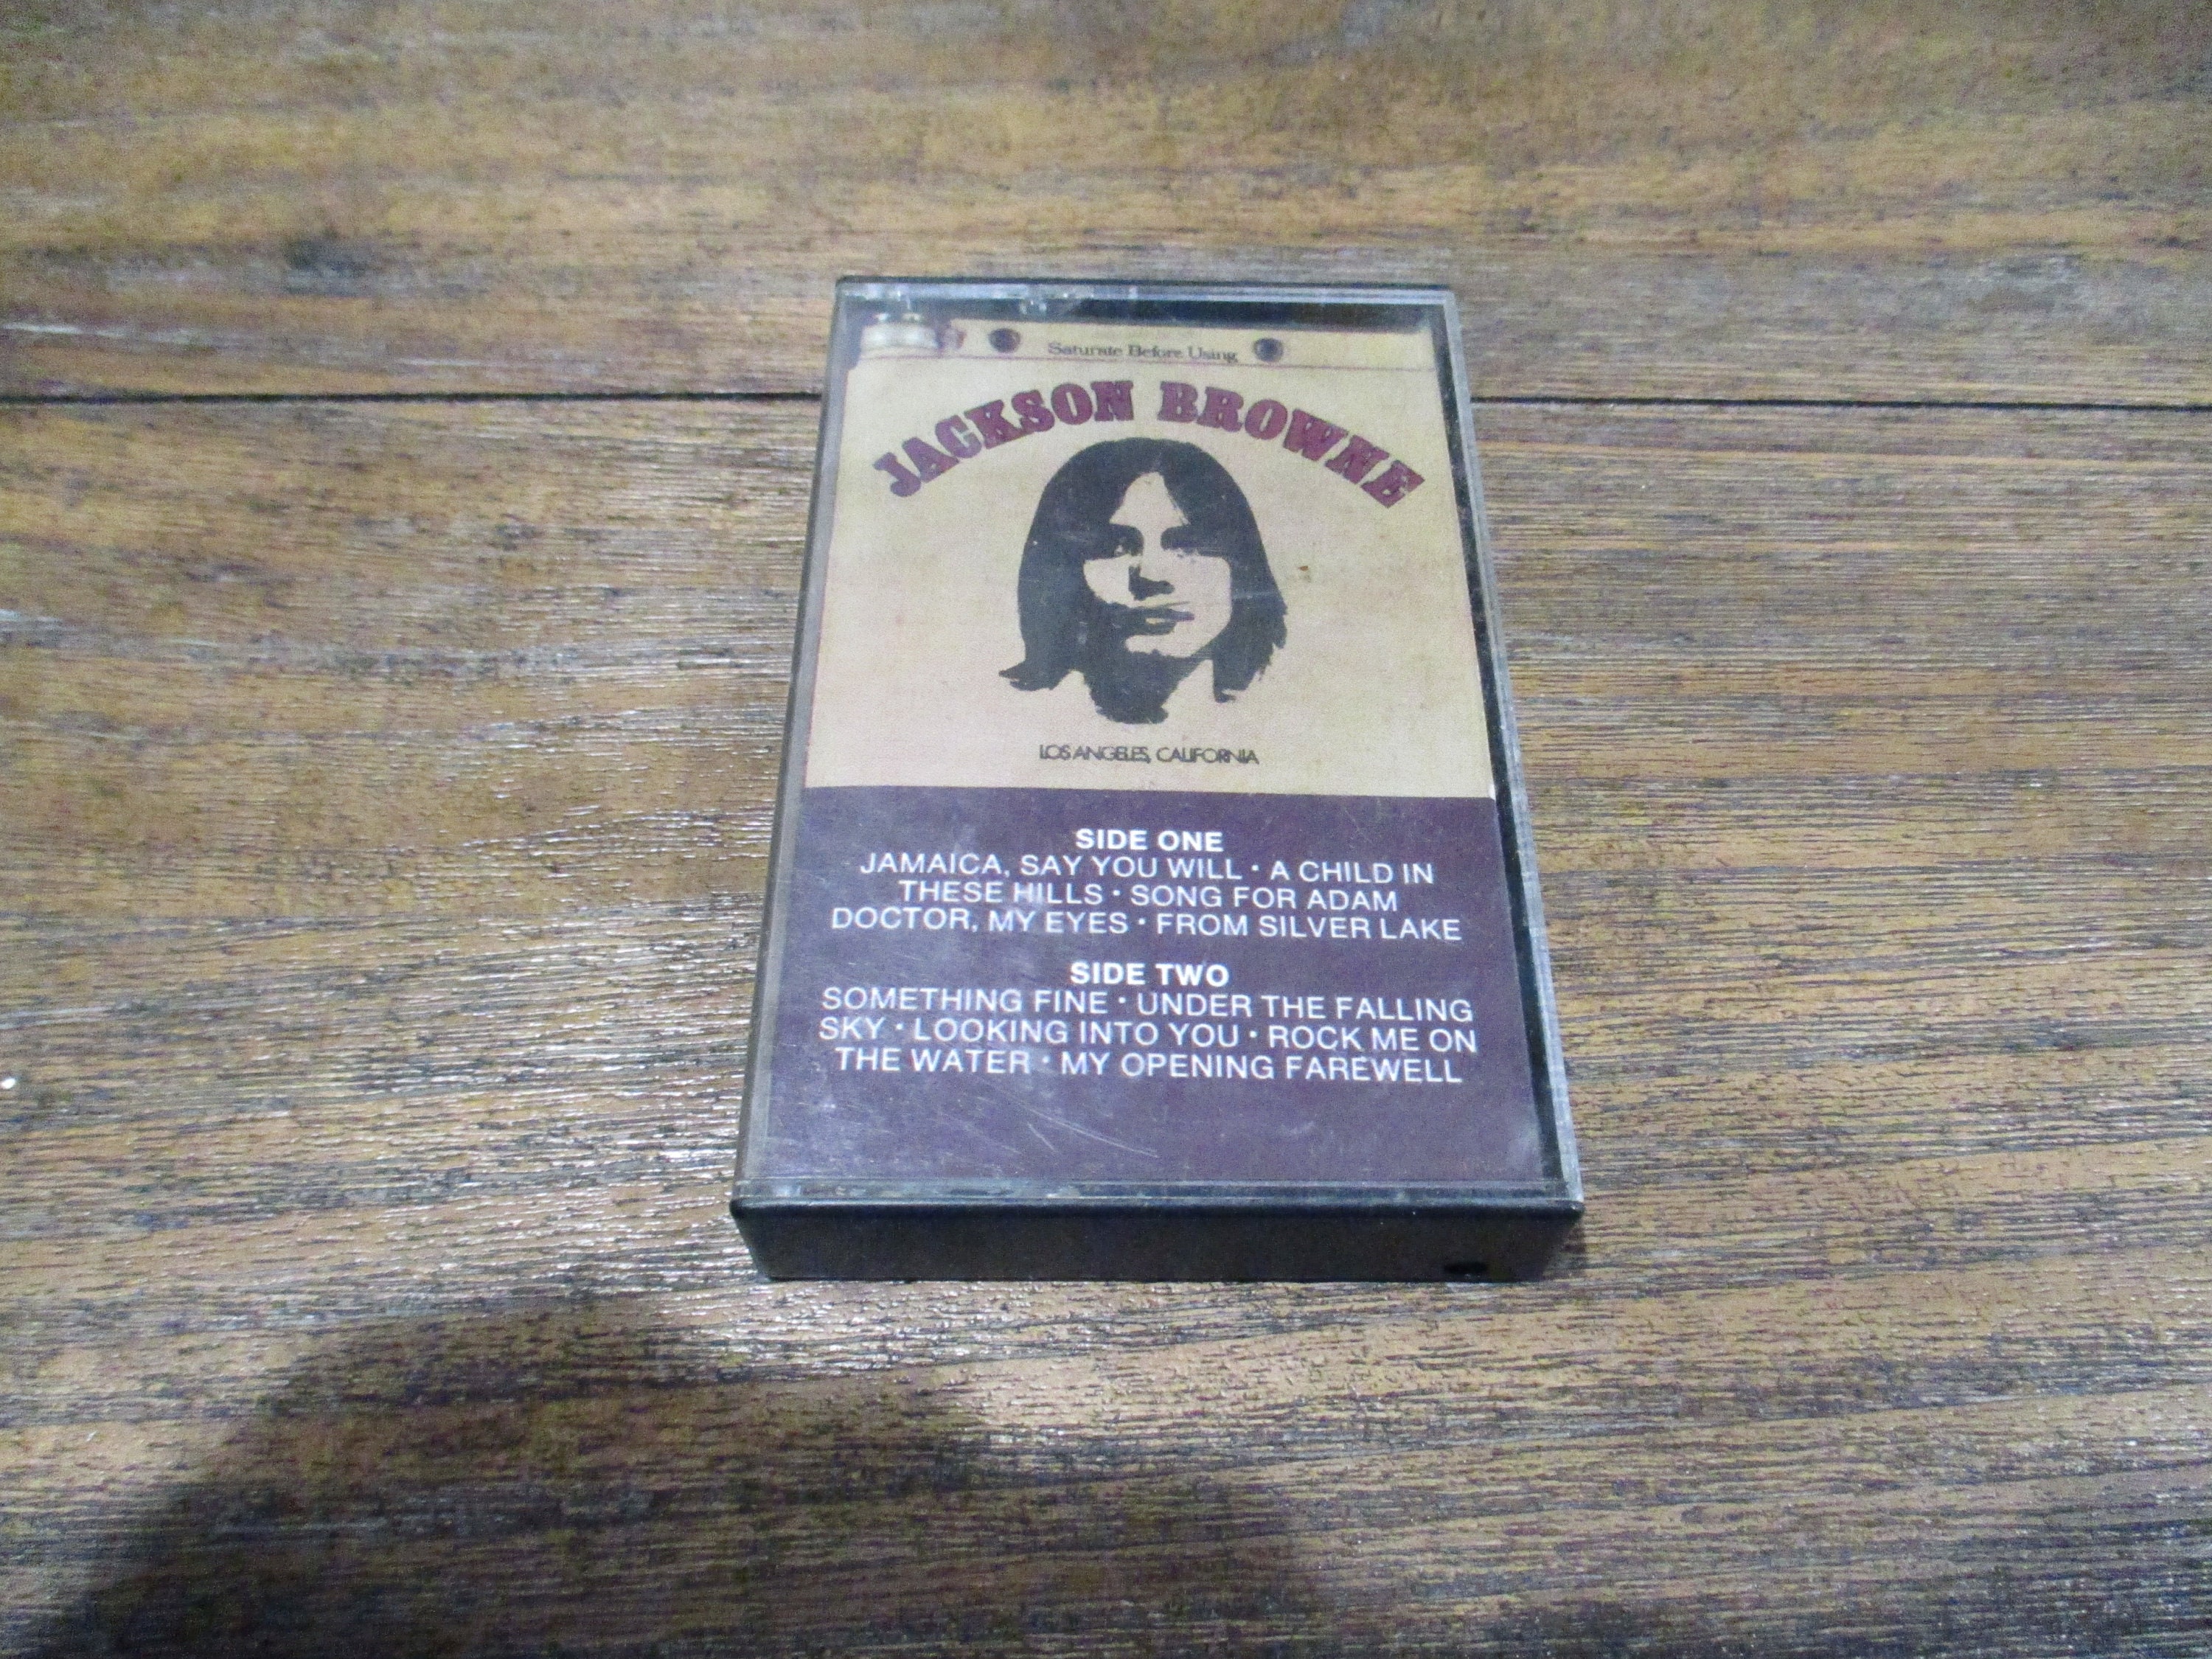 Saturate Before Using
JACKSON BROWNE
LOS ANGELES, CALIFORNIA
SIDE ONE
JAMAICA, SAY YOU WILL • A CHILD IN
THESE HILLS • SONG FOR ADAM
DOCTOR, MY EYES • FROM SILVER LAKE
SIDE TWO
SOMETHING FINE • UNDER THE FALLING
SKY • LOOKING INTO YOU • ROCK ME ON
THE WATER • MY OPENING FAREWELL